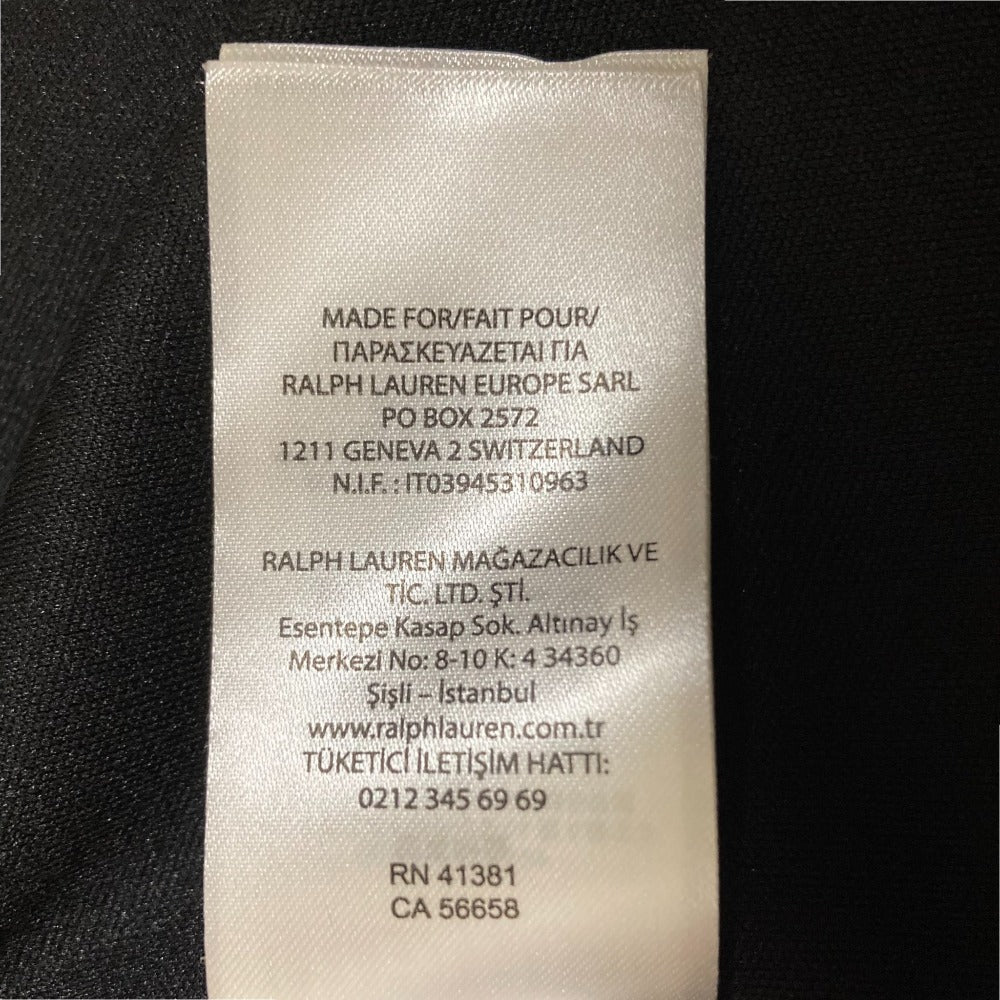 MADE FOR/FAIT POUR/
ΠΑΡΑΣΚΕΥΑΖΕΤΑΙ ΓΙΑ
RALPH LAUREN EUROPE SARL
PO BOX 2572
1211 GENEVA 2 SWITZERLAND
N.I.F. : IT03945310963
RALPH LAUREN MAĞAZACILIK VE
TİC. LTD. ŞTİ.
Esentepe Kasap Sok. Altınay İş
Merkezi No: 8-10 K: 4 34360
Şişli – İstanbul
www.ralphlauren.com.tr
TÜKETİCİ İLETİŞİM HATTI:
0212 345 69 69
RN 41381
CA 56658